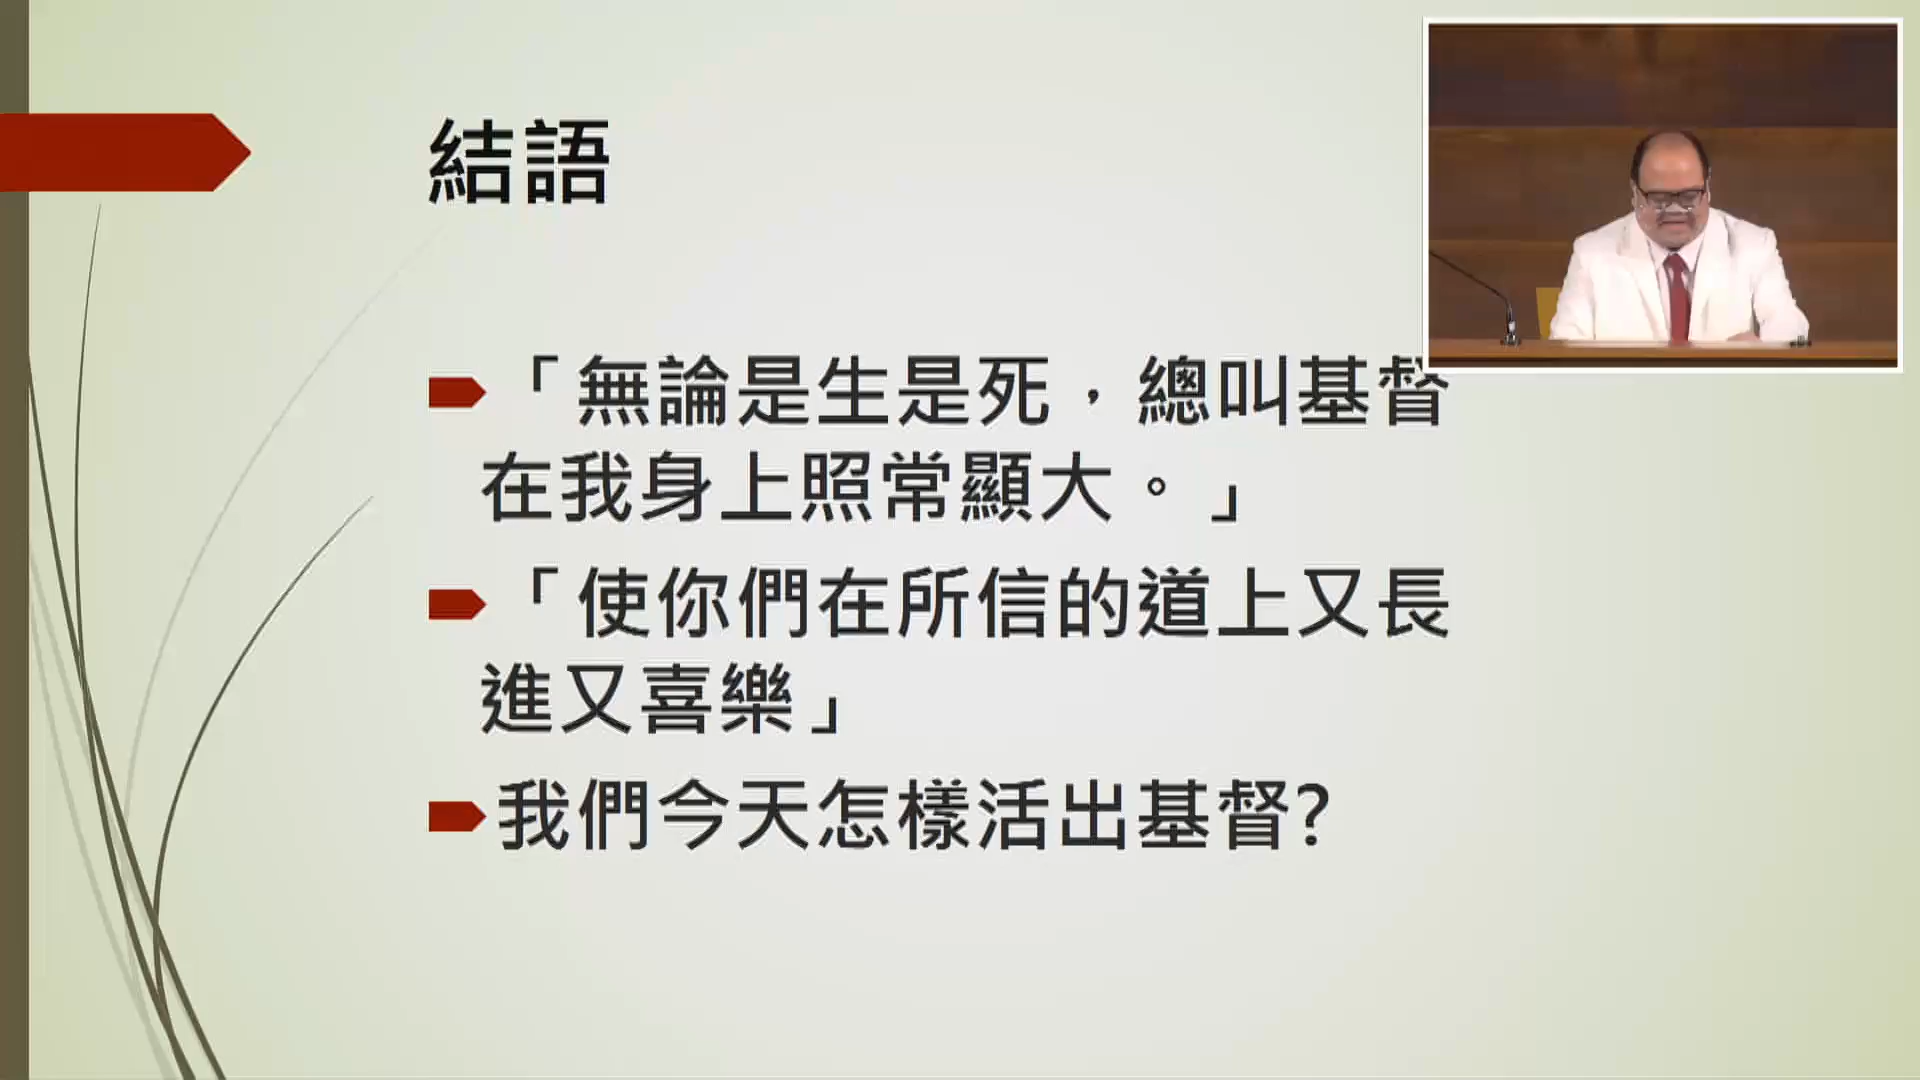 結語
「無論是生是死，總叫基督
在我身上照常顯大。」
「使你們在所信的道上又長
進又喜樂」
我們今天怎樣活出基督?